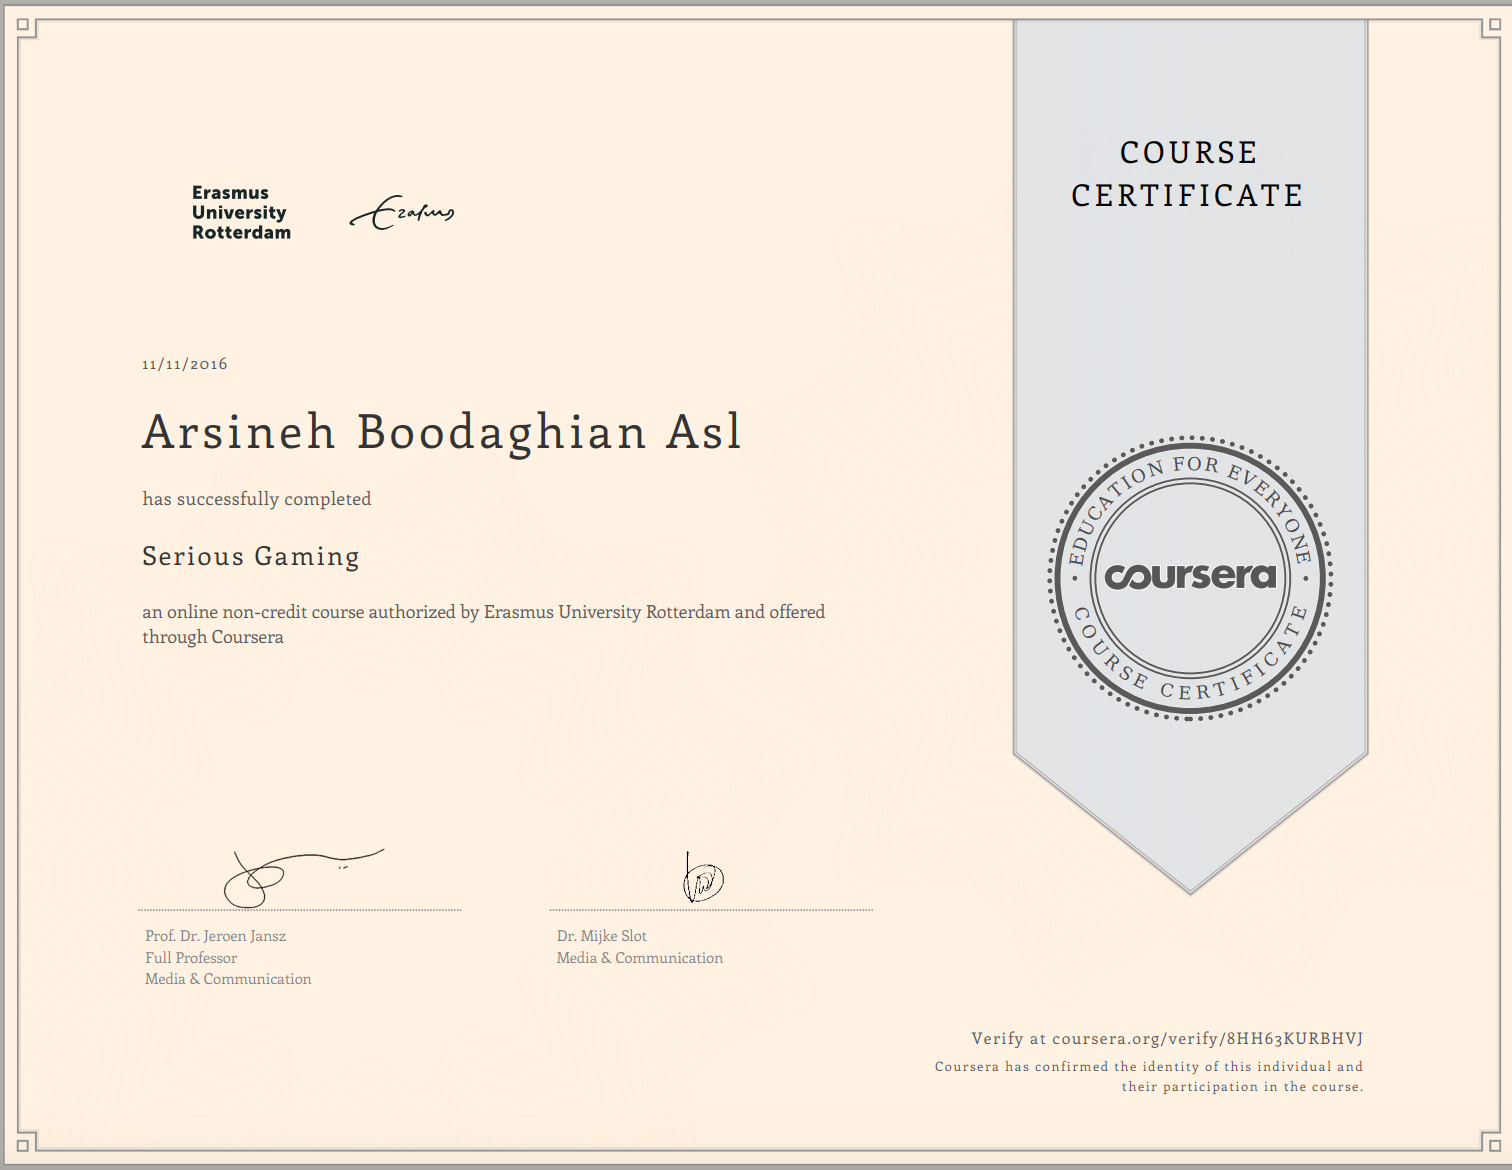 Erasmus
University
Rotterdam
Erasmus
COURSE
CERTIFICATE
11/11/2016
Arsineh Boodaghian Asl
has successfully completed
Serious Gaming
an online non-credit course authorized by Erasmus University Rotterdam and offered
through Coursera
EDUCATION FOR EVERYONE
coursera
COURSE CERTIFICATE
Prof. Dr. Jeroen Jansz
Full Professor
Media & Communication
Dr. Mijke Slot
Media & Communication
Verify at coursera.org/verify/8HH63KURBHVJ
Coursera has confirmed the identity of this individual and
their participation in the course.